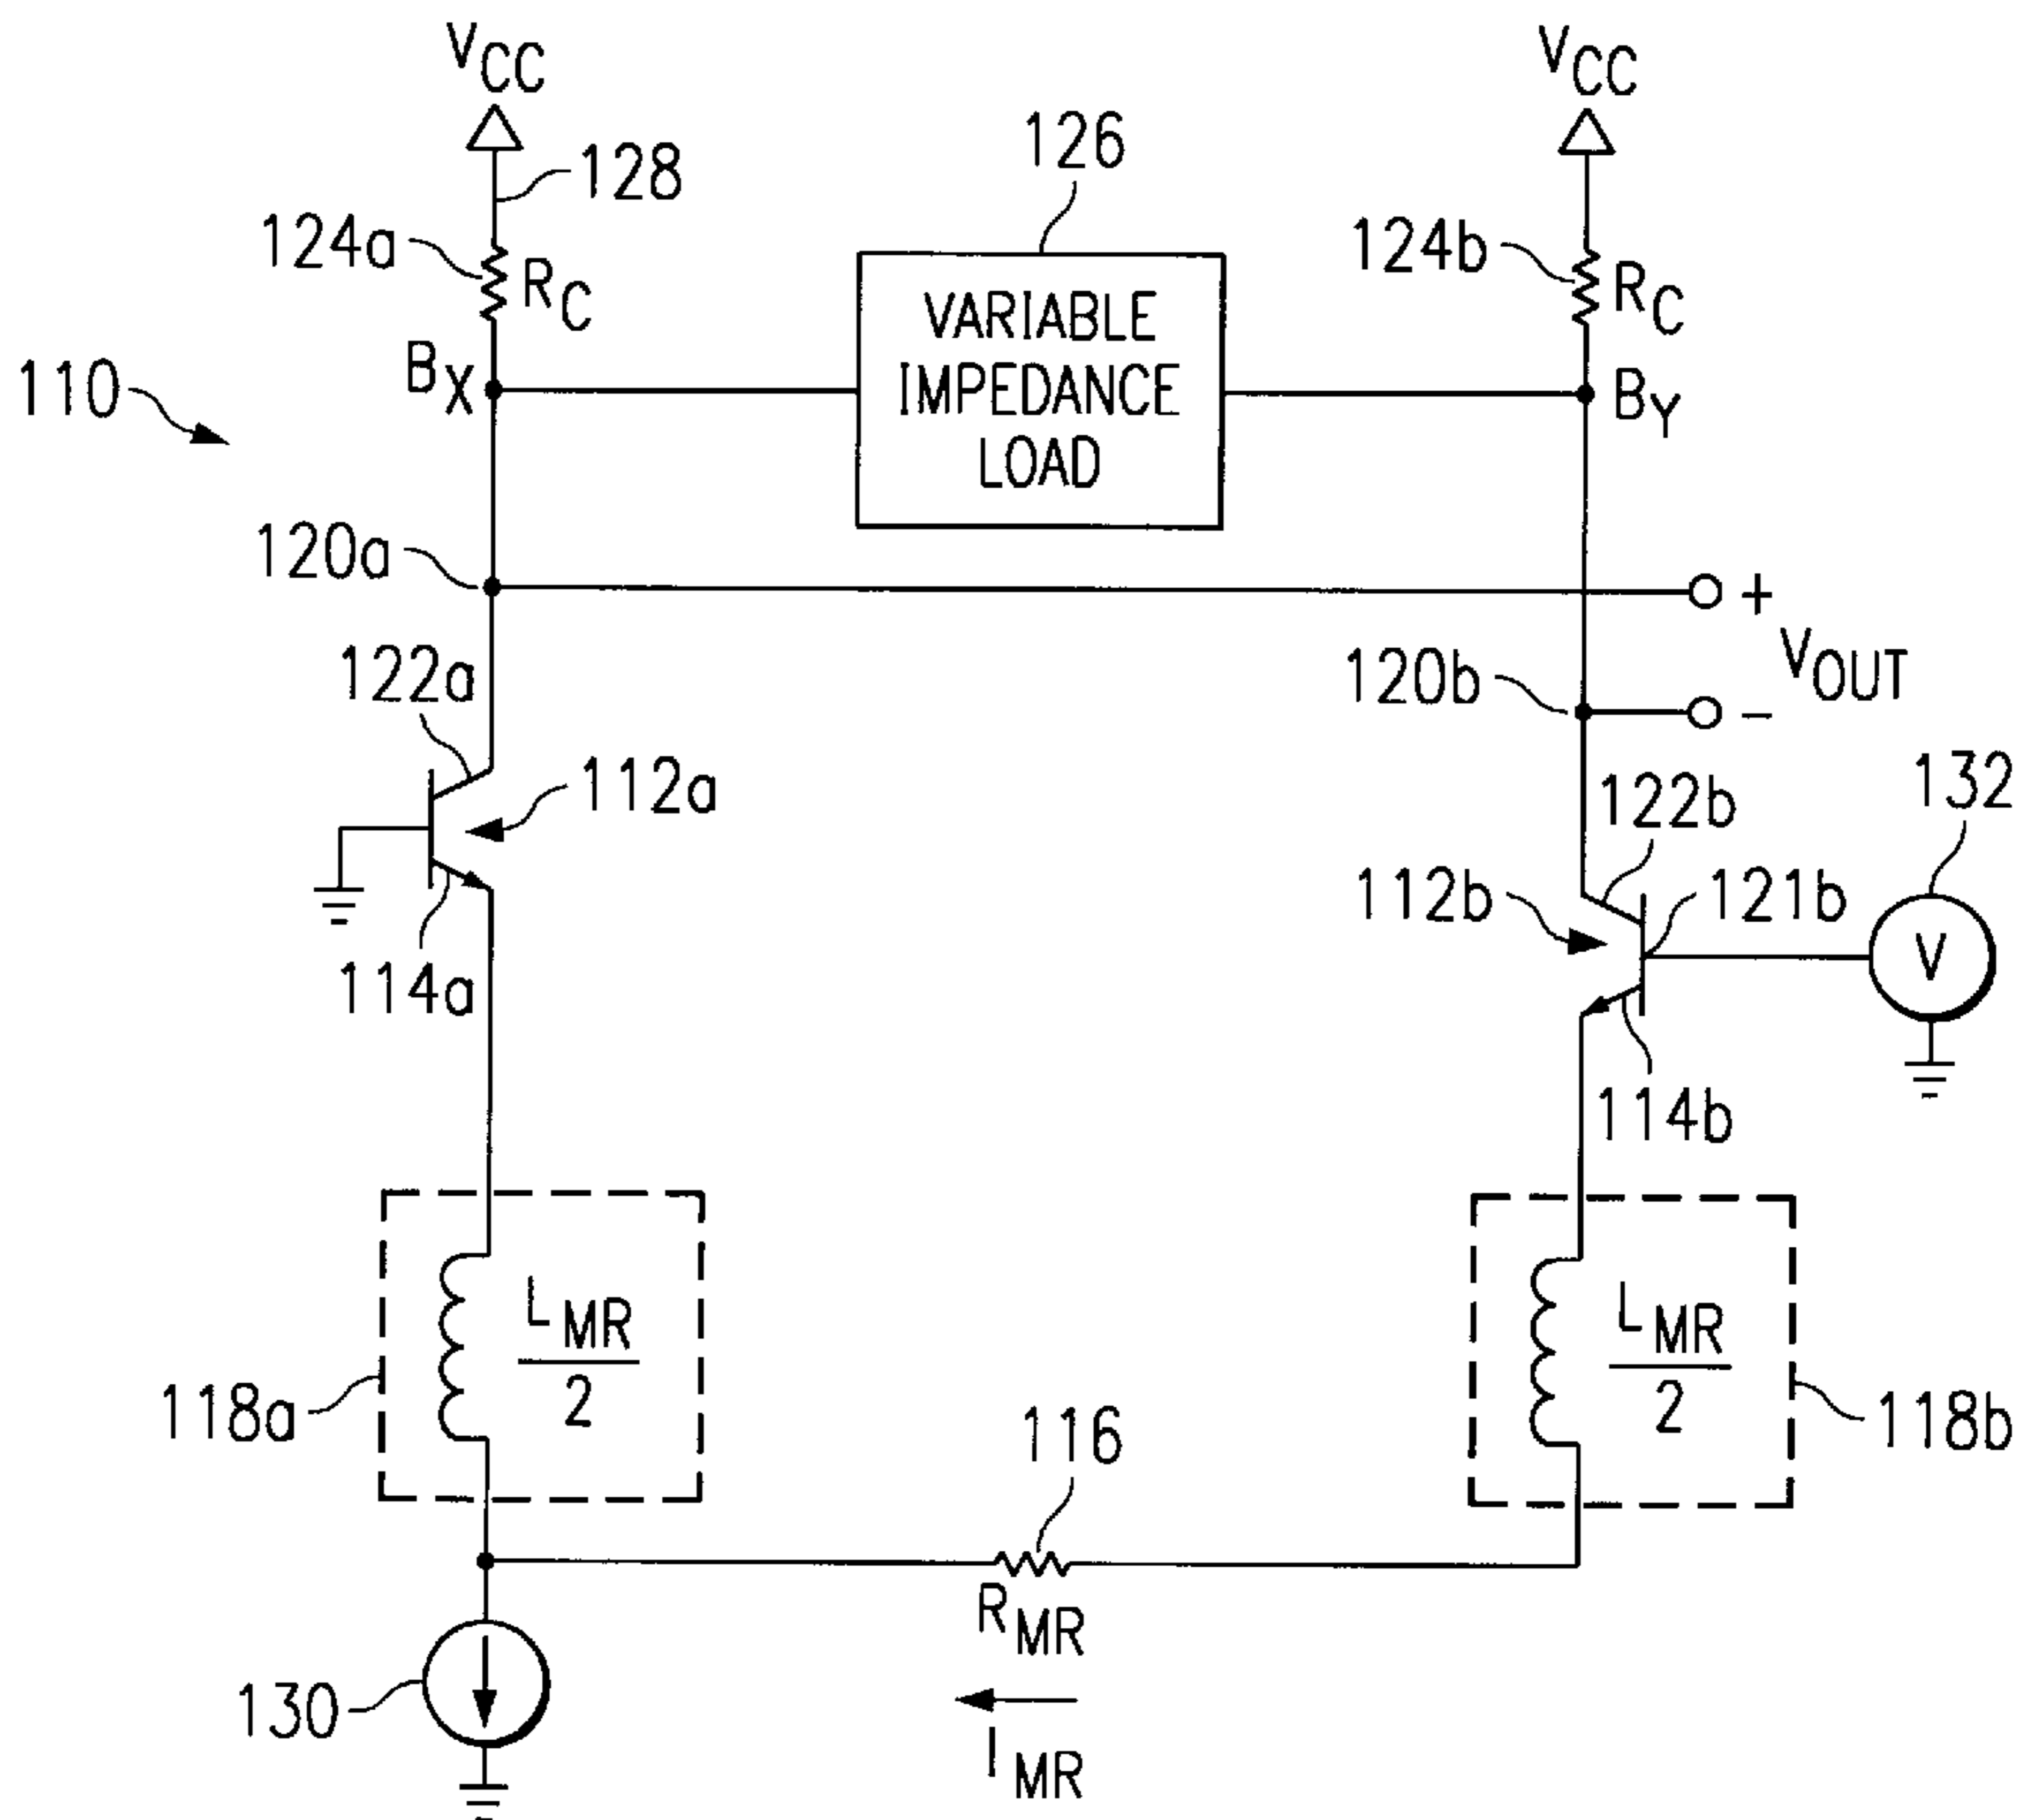 VCC
VCC
126
128
124a
RC
124b
RC
VARIABLE
IMPEDANCE
LOAD
BX
BY
110
120a
+
VOUT
120b
−
122a
112a
132
122b
112b
121b
V
114a
114b
LMR
2
LMR
2
118a
116
118b
RMR
130
IMR